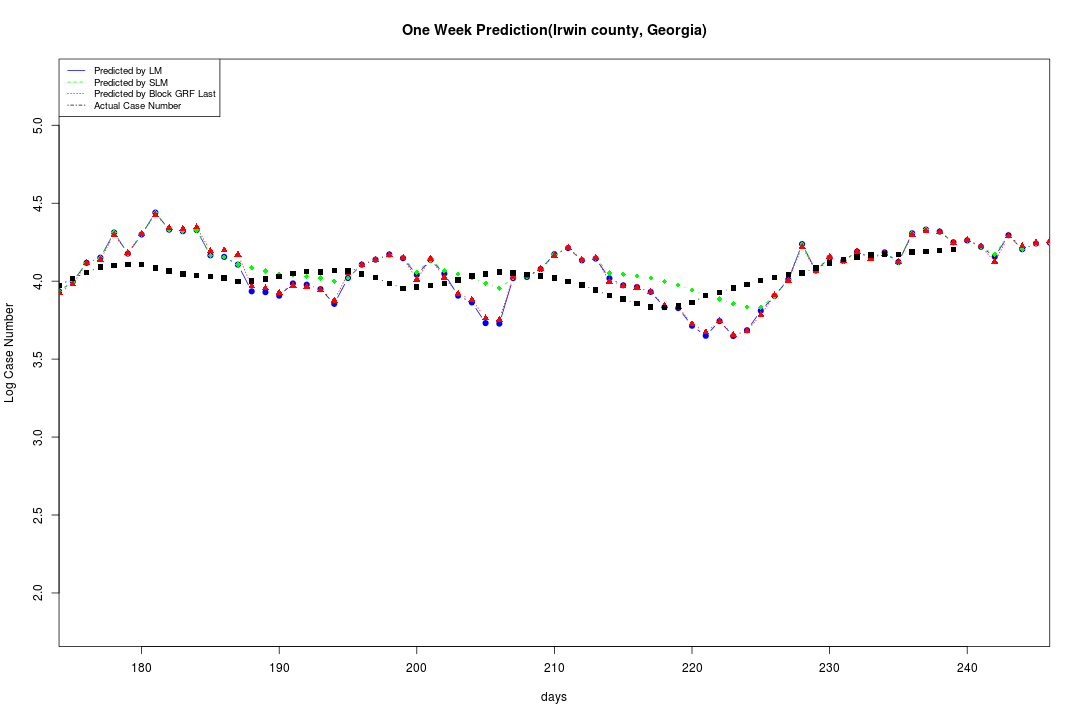 One Week Prediction(Irwin county, Georgia)
Predicted by LM
Predicted by SLM
Predicted by Block GRF Last
Actual Case Number
5.0
4.5
4.0
3.5
3.0
2.5
2.0
Log Case Number
180 190 200 210 220 230 240
days